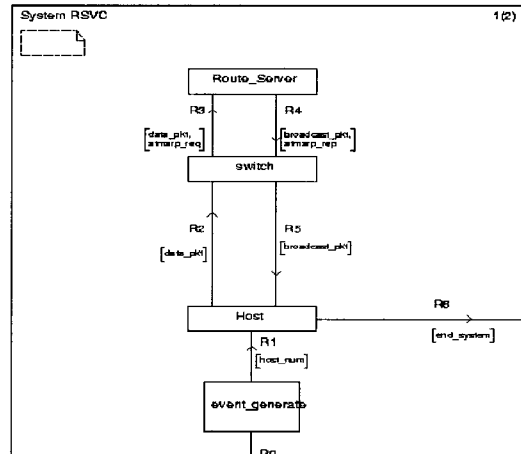 System RSVC 1(2)
Route_Server
R3 R4
[data_pkt, [broadcast_pkt,
atmarp_req] atmarp_rep]
switch
R2 R5
[data_pkt] [broadcast_pkt]
R6
Host
[end_system]
R1
[host_num]
event_generate